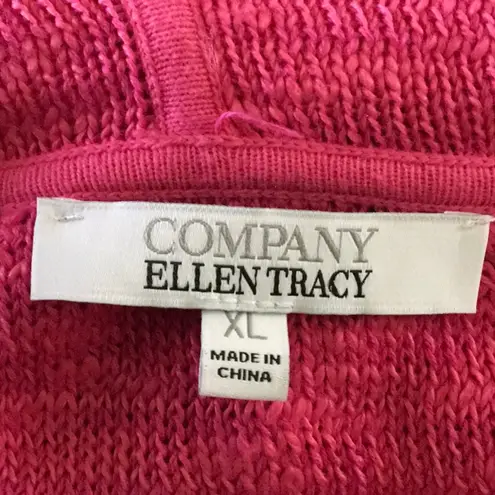 COMPANY
ELLEN TRACY
XL
MADE IN
CHINA